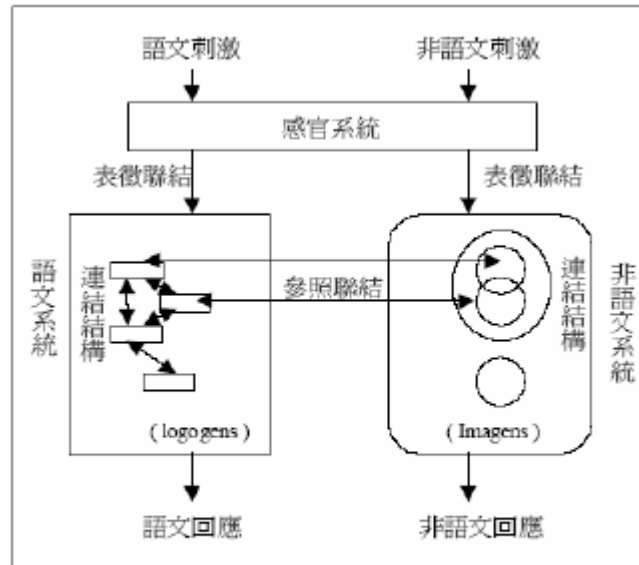 語文刺激
非語文刺激
感官系統
表徵聯結
表徵聯結
語文系統
連結結構
參照聯結
連結結構
非語文系統
( logogens )
( Imagens )
語文回應
非語文回應